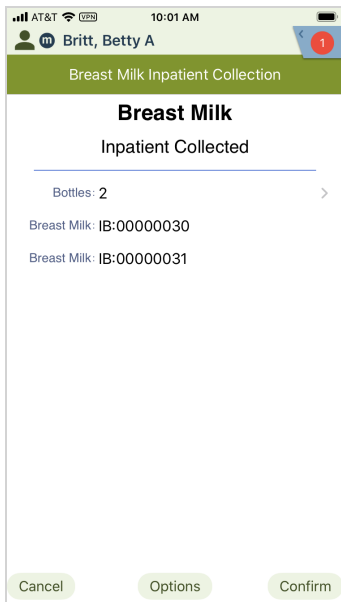 AT&T VPN 10:01 AM
m Britt, Betty A 1
Breast Milk Inpatient Collection
Breast Milk
Inpatient Collected
Bottles: 2
Breast Milk: IB:00000030
Breast Milk: IB:00000031
Cancel Options Confirm